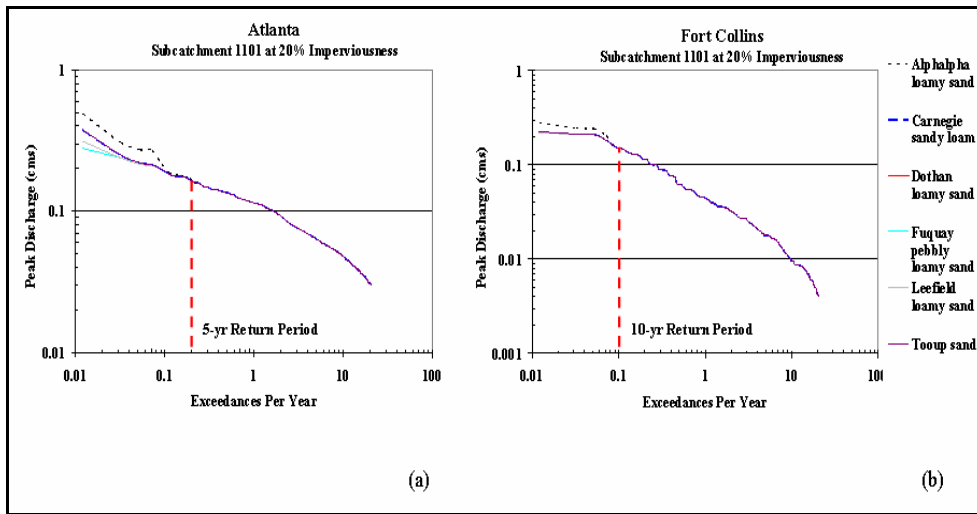 Atlanta
Subcatchment 1101 at 20% Imperviousness
Peak Discharge (cms)
1
0.1
0.01
5-yr Return Period
0.01 0.1 1 10 100
Exceedances Per Year
(a)
Fort Collins
Subcatchment 1101 at 20% Imperviousness
Peak Discharge (cms)
1
0.1
0.01
0.001
10-yr Return Period
0.01 0.1 1 10 100
Exceedances Per Year
(b)
Alphalpha
loamy sand
Carnegie
sandy loam
Dothan
loamy sand
Fuquay
pebbly
loamy sand
Leefield
loamy sand
Tooup sand